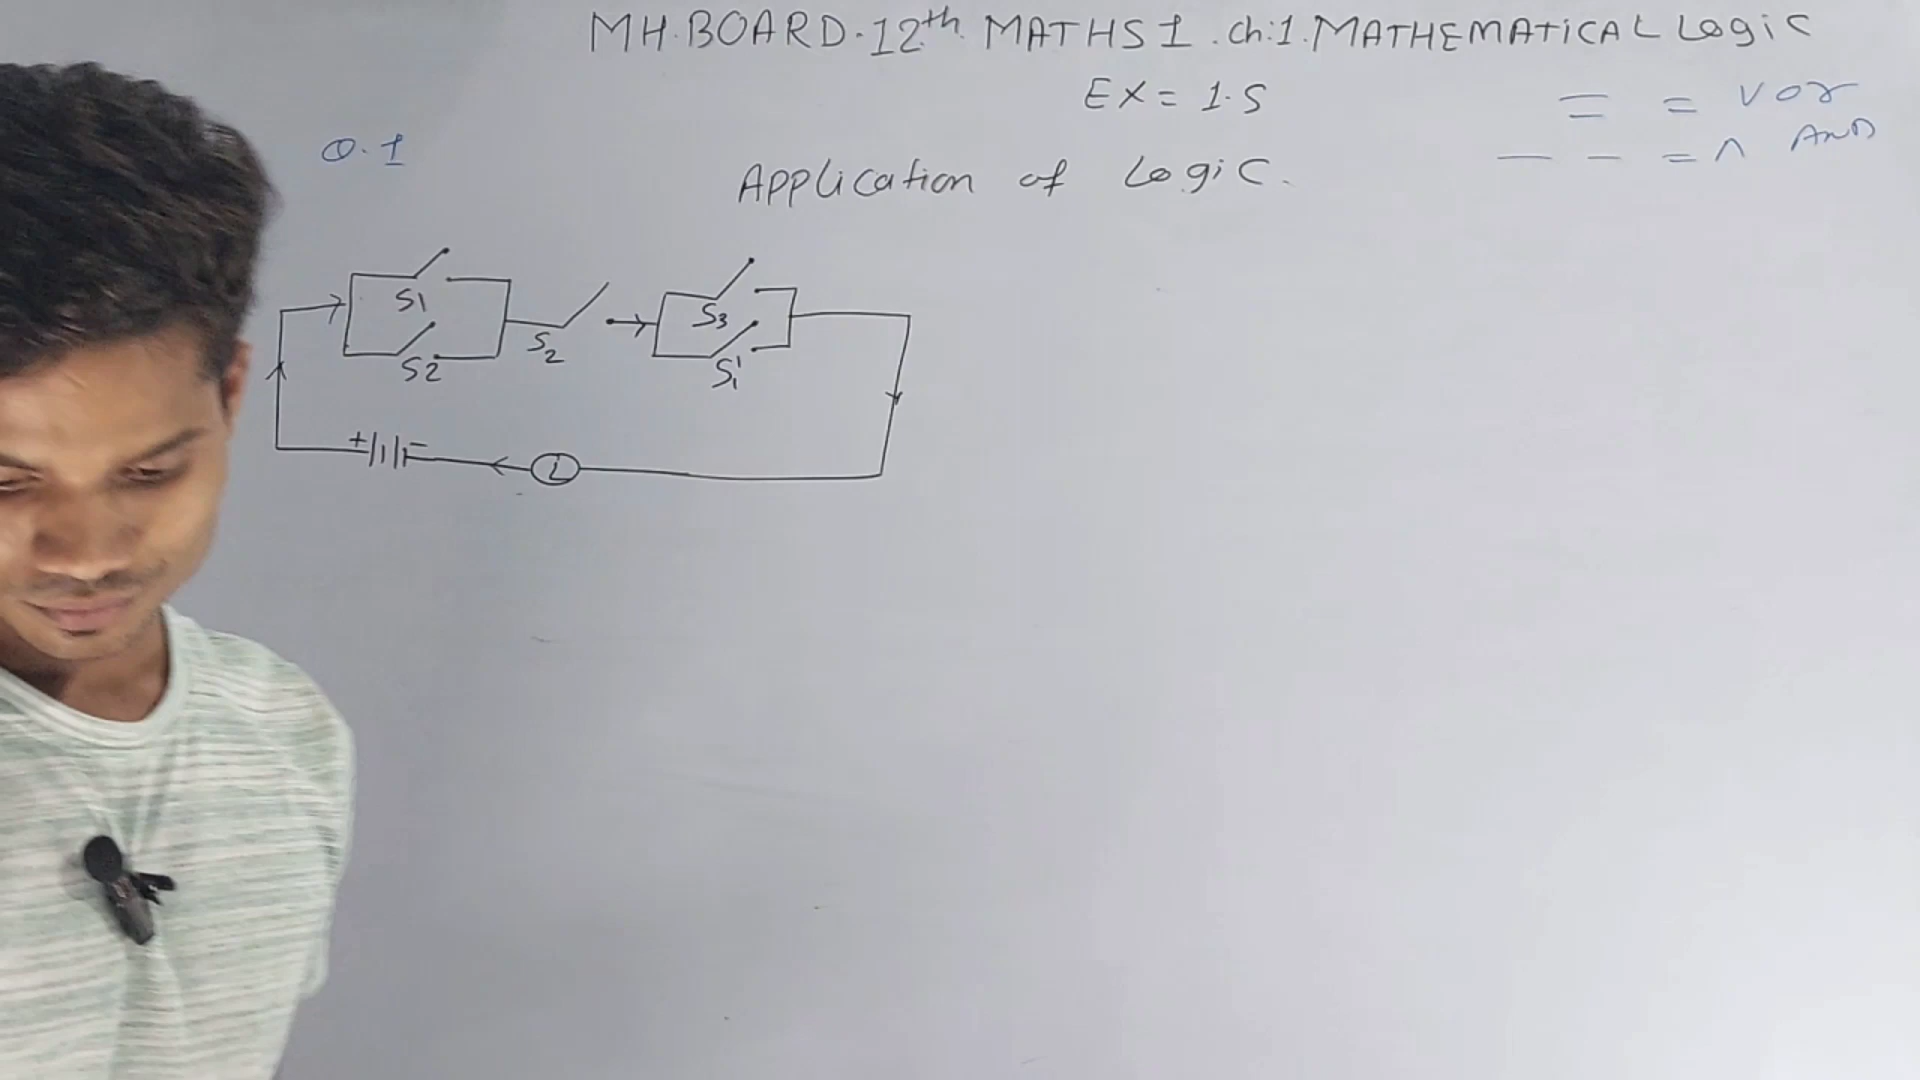 MH.BOARD.12th. MATHS 1. ch:1. MATHEMATICAL LOGIC
EX = 1.5
= = V or
— – = ∧ AND
Q.1
Application of Logic.
S1
S2
S2
S3
S1'
+ –
L